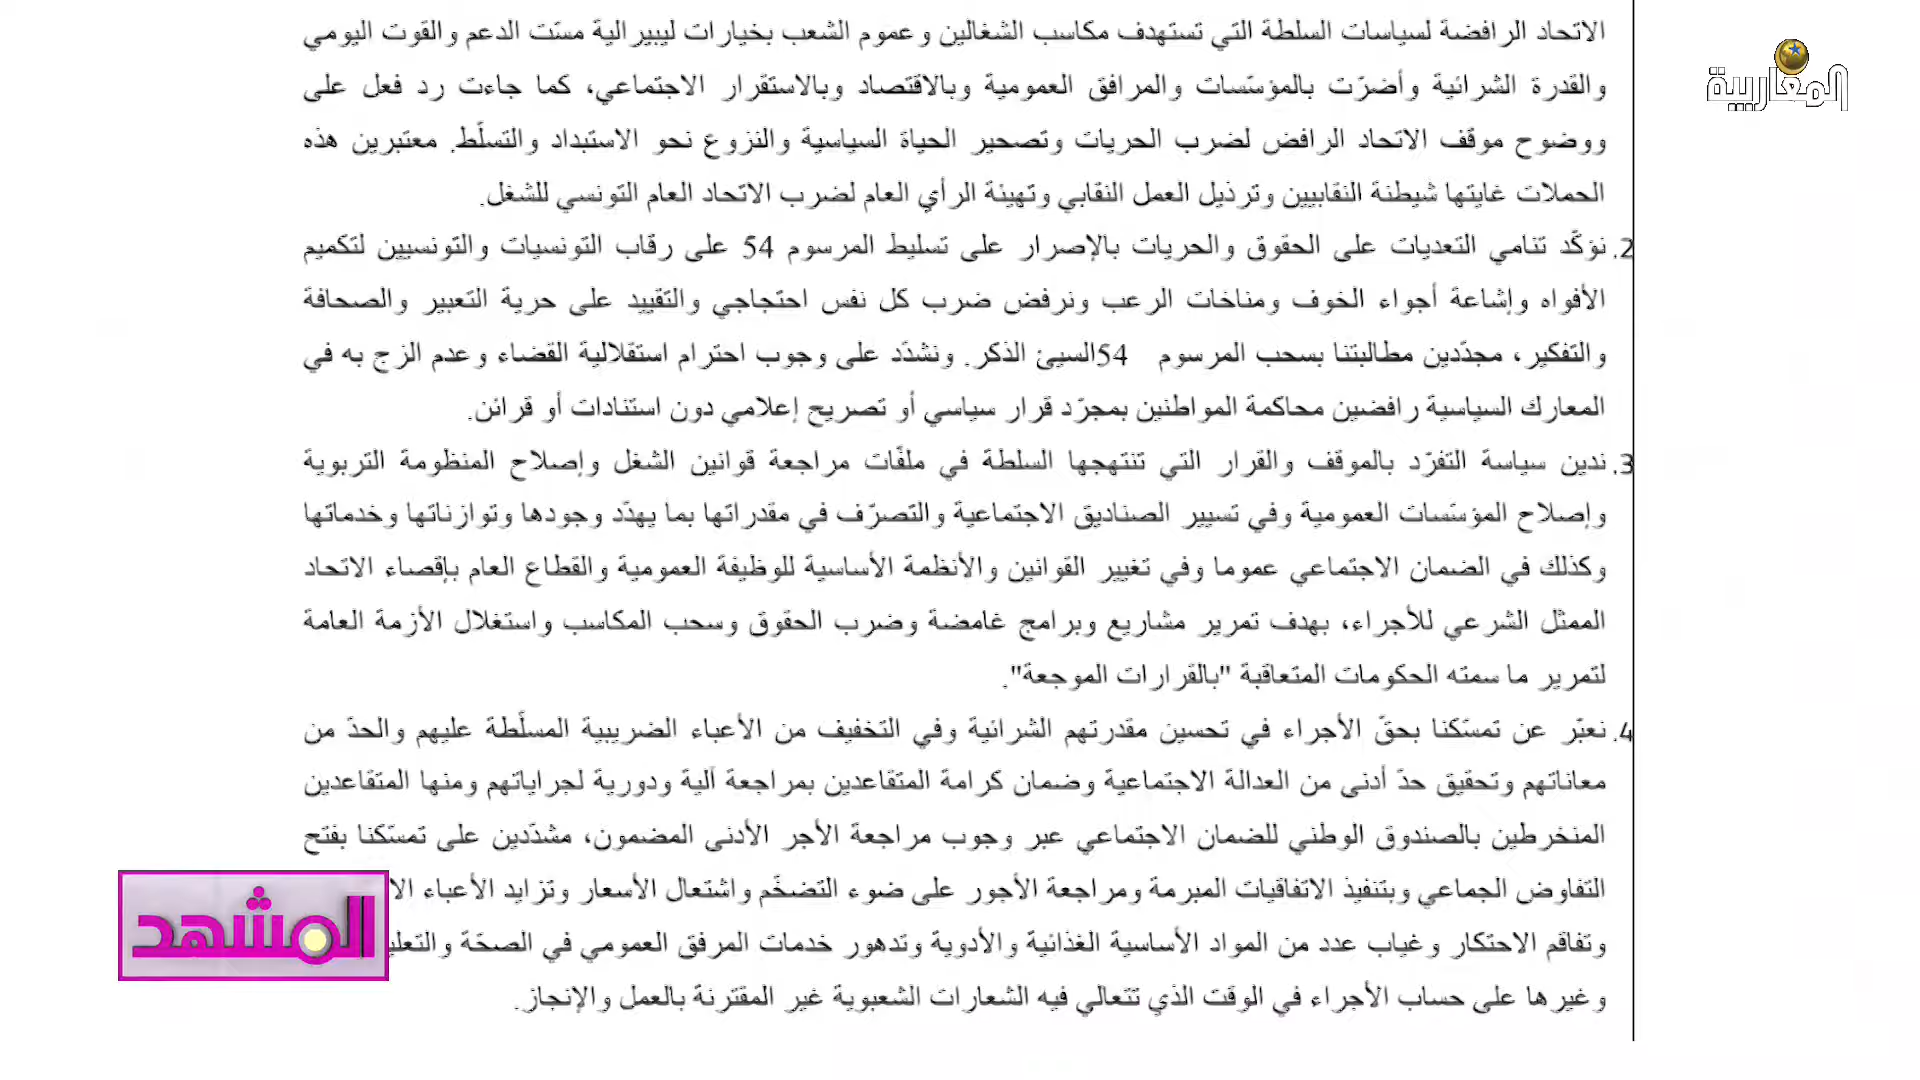 الاتحاد الرافضة لسياسات السلطة التي تستهدف مكاسب الشغالين وعموم الشعب بخيارات ليبيرالية مسّت الدعم والقوت اليومي
والقدرة الشرائية وأضرّت بالمؤسّسات والمرافق العمومية وبالاقتصاد وبالاستقرار الاجتماعي، كما جاءت رد فعل على
ووضوح موقف الاتحاد الرافض لضرب الحريات وتصحير الحياة السياسية والنزوع نحو الاستبداد والتسلّط. معتبرين هذه
الحملات غايتها شيطنة النقابيين وترذيل العمل النقابي وتهيئة الرأي العام لضرب الاتحاد العام التونسي للشغل.
2. نؤكّد تنامي التعديات على الحقوق والحريات بالإصرار على تسليط المرسوم 54 على رقاب التونسيات والتونسيين لتكميم
الأفواه وإشاعة أجواء الخوف ومناخات الرعب ونرفض ضرب كل نفس احتجاجي والتقييد على حرية التعبير والصحافة
والتفكير، مجدّدين مطالبتنا بسحب المرسوم 54السيئ الذكر. ونشدّد على وجوب احترام استقلالية القضاء وعدم الزج به في
المعارك السياسية رافضين محاكمة المواطنين بمجرّد قرار سياسي أو تصريح إعلامي دون استنادات أو قرائن.
3. ندين سياسة التفرّد بالموقف والقرار التي تنتهجها السلطة في ملفّات مراجعة قوانين الشغل وإصلاح المنظومة التربوية
وإصلاح المؤسّسات العمومية وفي تسيير الصناديق الاجتماعية والتصرّف في مقدراتها بما يهدّد وجودها وتوازناتها وخدماتها
وكذلك في الضمان الاجتماعي عموما وفي تغيير القوانين والأنظمة الأساسية للوظيفة العمومية والقطاع العام بإقصاء الاتحاد
الممثل الشرعي للأجراء، بهدف تمرير مشاريع وبرامج غامضة وضرب الحقوق وسحب المكاسب واستغلال الأزمة العامة
لتمرير ما سمته الحكومات المتعاقبة "بالقرارات الموجعة".
4. نعبّر عن تمسّكنا بحقّ الأجراء في تحسين مقدرتهم الشرائية وفي التخفيف من الأعباء الضريبية المسلّطة عليهم والحدّ من
معاناتهم وتحقيق حدّ أدنى من العدالة الاجتماعية وضمان كرامة المتقاعدين بمراجعة آلية ودورية لجراياتهم ومنها المتقاعدين
المنخرطين بالصندوق الوطني للضمان الاجتماعي عبر وجوب مراجعة الأجر الأدنى المضمون، مشدّدين على تمسّكنا بفتح
التفاوض الجماعي وبتنفيذ الاتفاقيات المبرمة ومراجعة الأجور على ضوء التضخّم واشتعال الأسعار وتزايد الأعباء
وتفاقم الاحتكار وغياب عدد من المواد الأساسية الغذائية والأدوية وتدهور خدمات المرفق العمومي في الصحّة
وغيرها على حساب الأجراء في الوقت الذي تتعالي فيه الشعارات الشعبوية غير المقترنة بالعمل والإنجاز.
المغاربية
المشهد